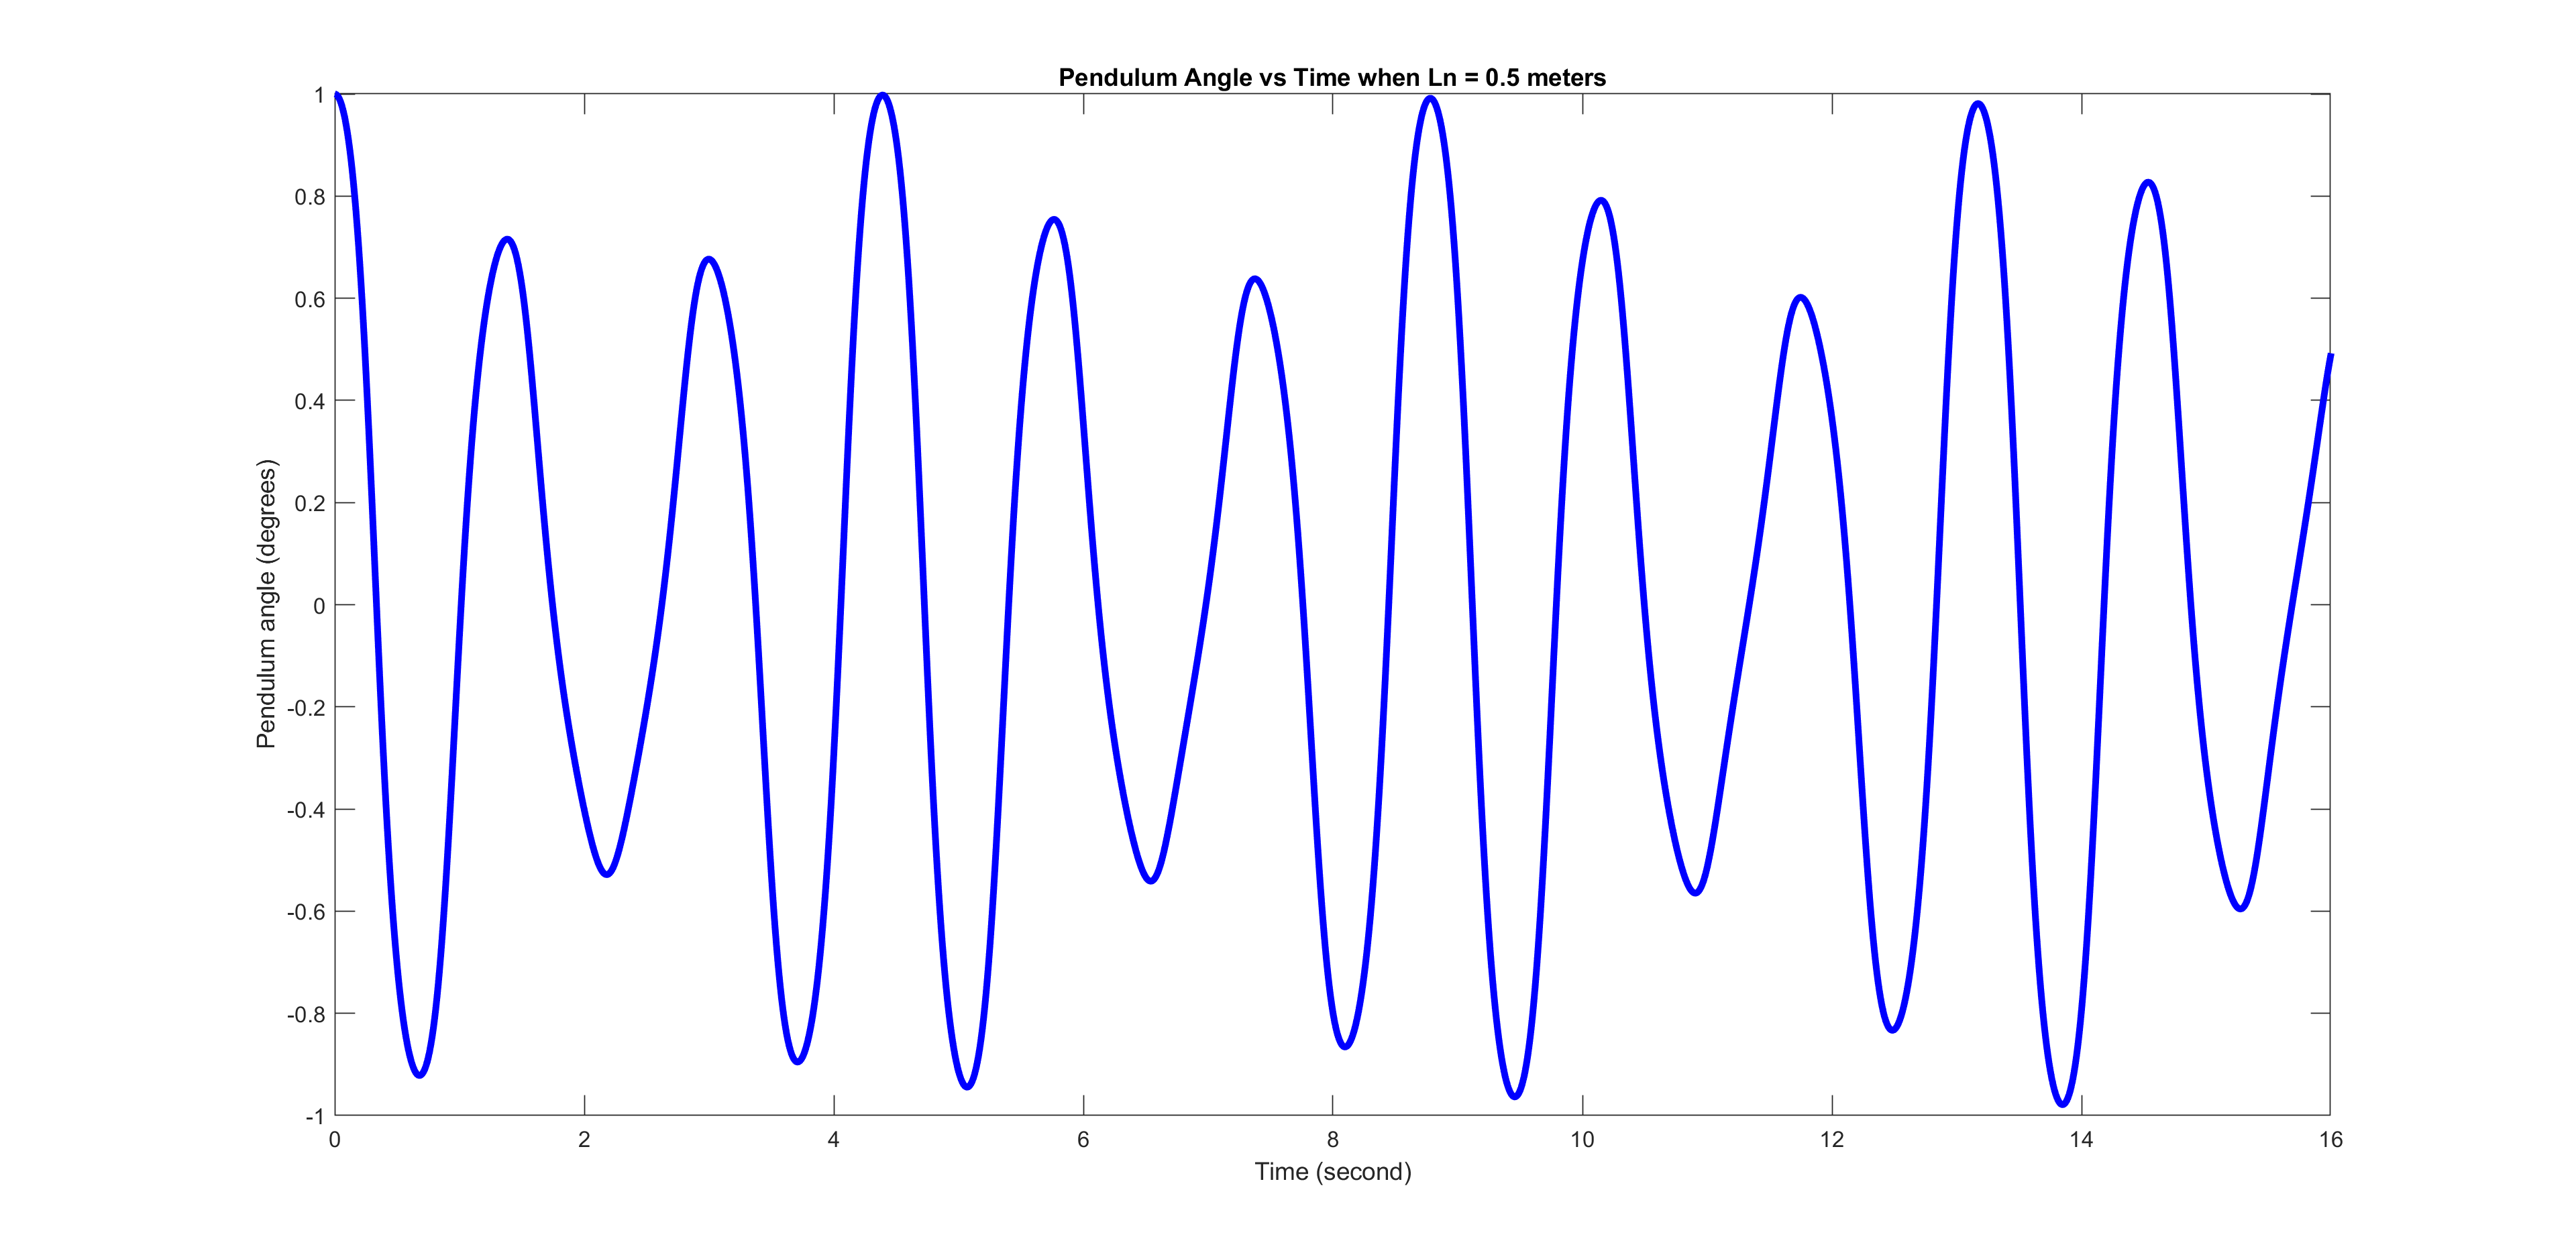 Pendulum Angle vs Time when Ln = 0.5 meters
1
0.8
0.6
0.4
0.2
0
-0.2
-0.4
-0.6
-0.8
-1
Pendulum angle (degrees)
0 2 4 6 8 10 12 14 16
Time (second)